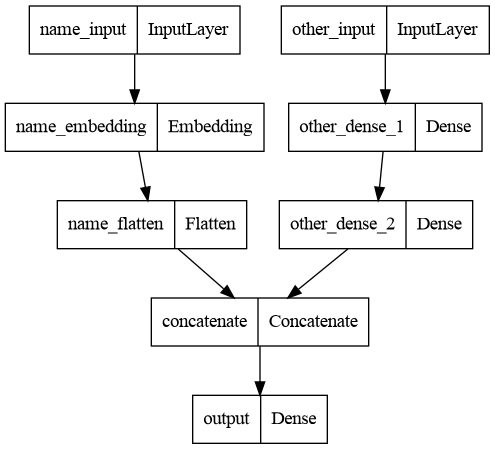 name_input InputLayer
other_input InputLayer
name_embedding Embedding
other_dense_1 Dense
name_flatten Flatten
other_dense_2 Dense
concatenate Concatenate
output Dense